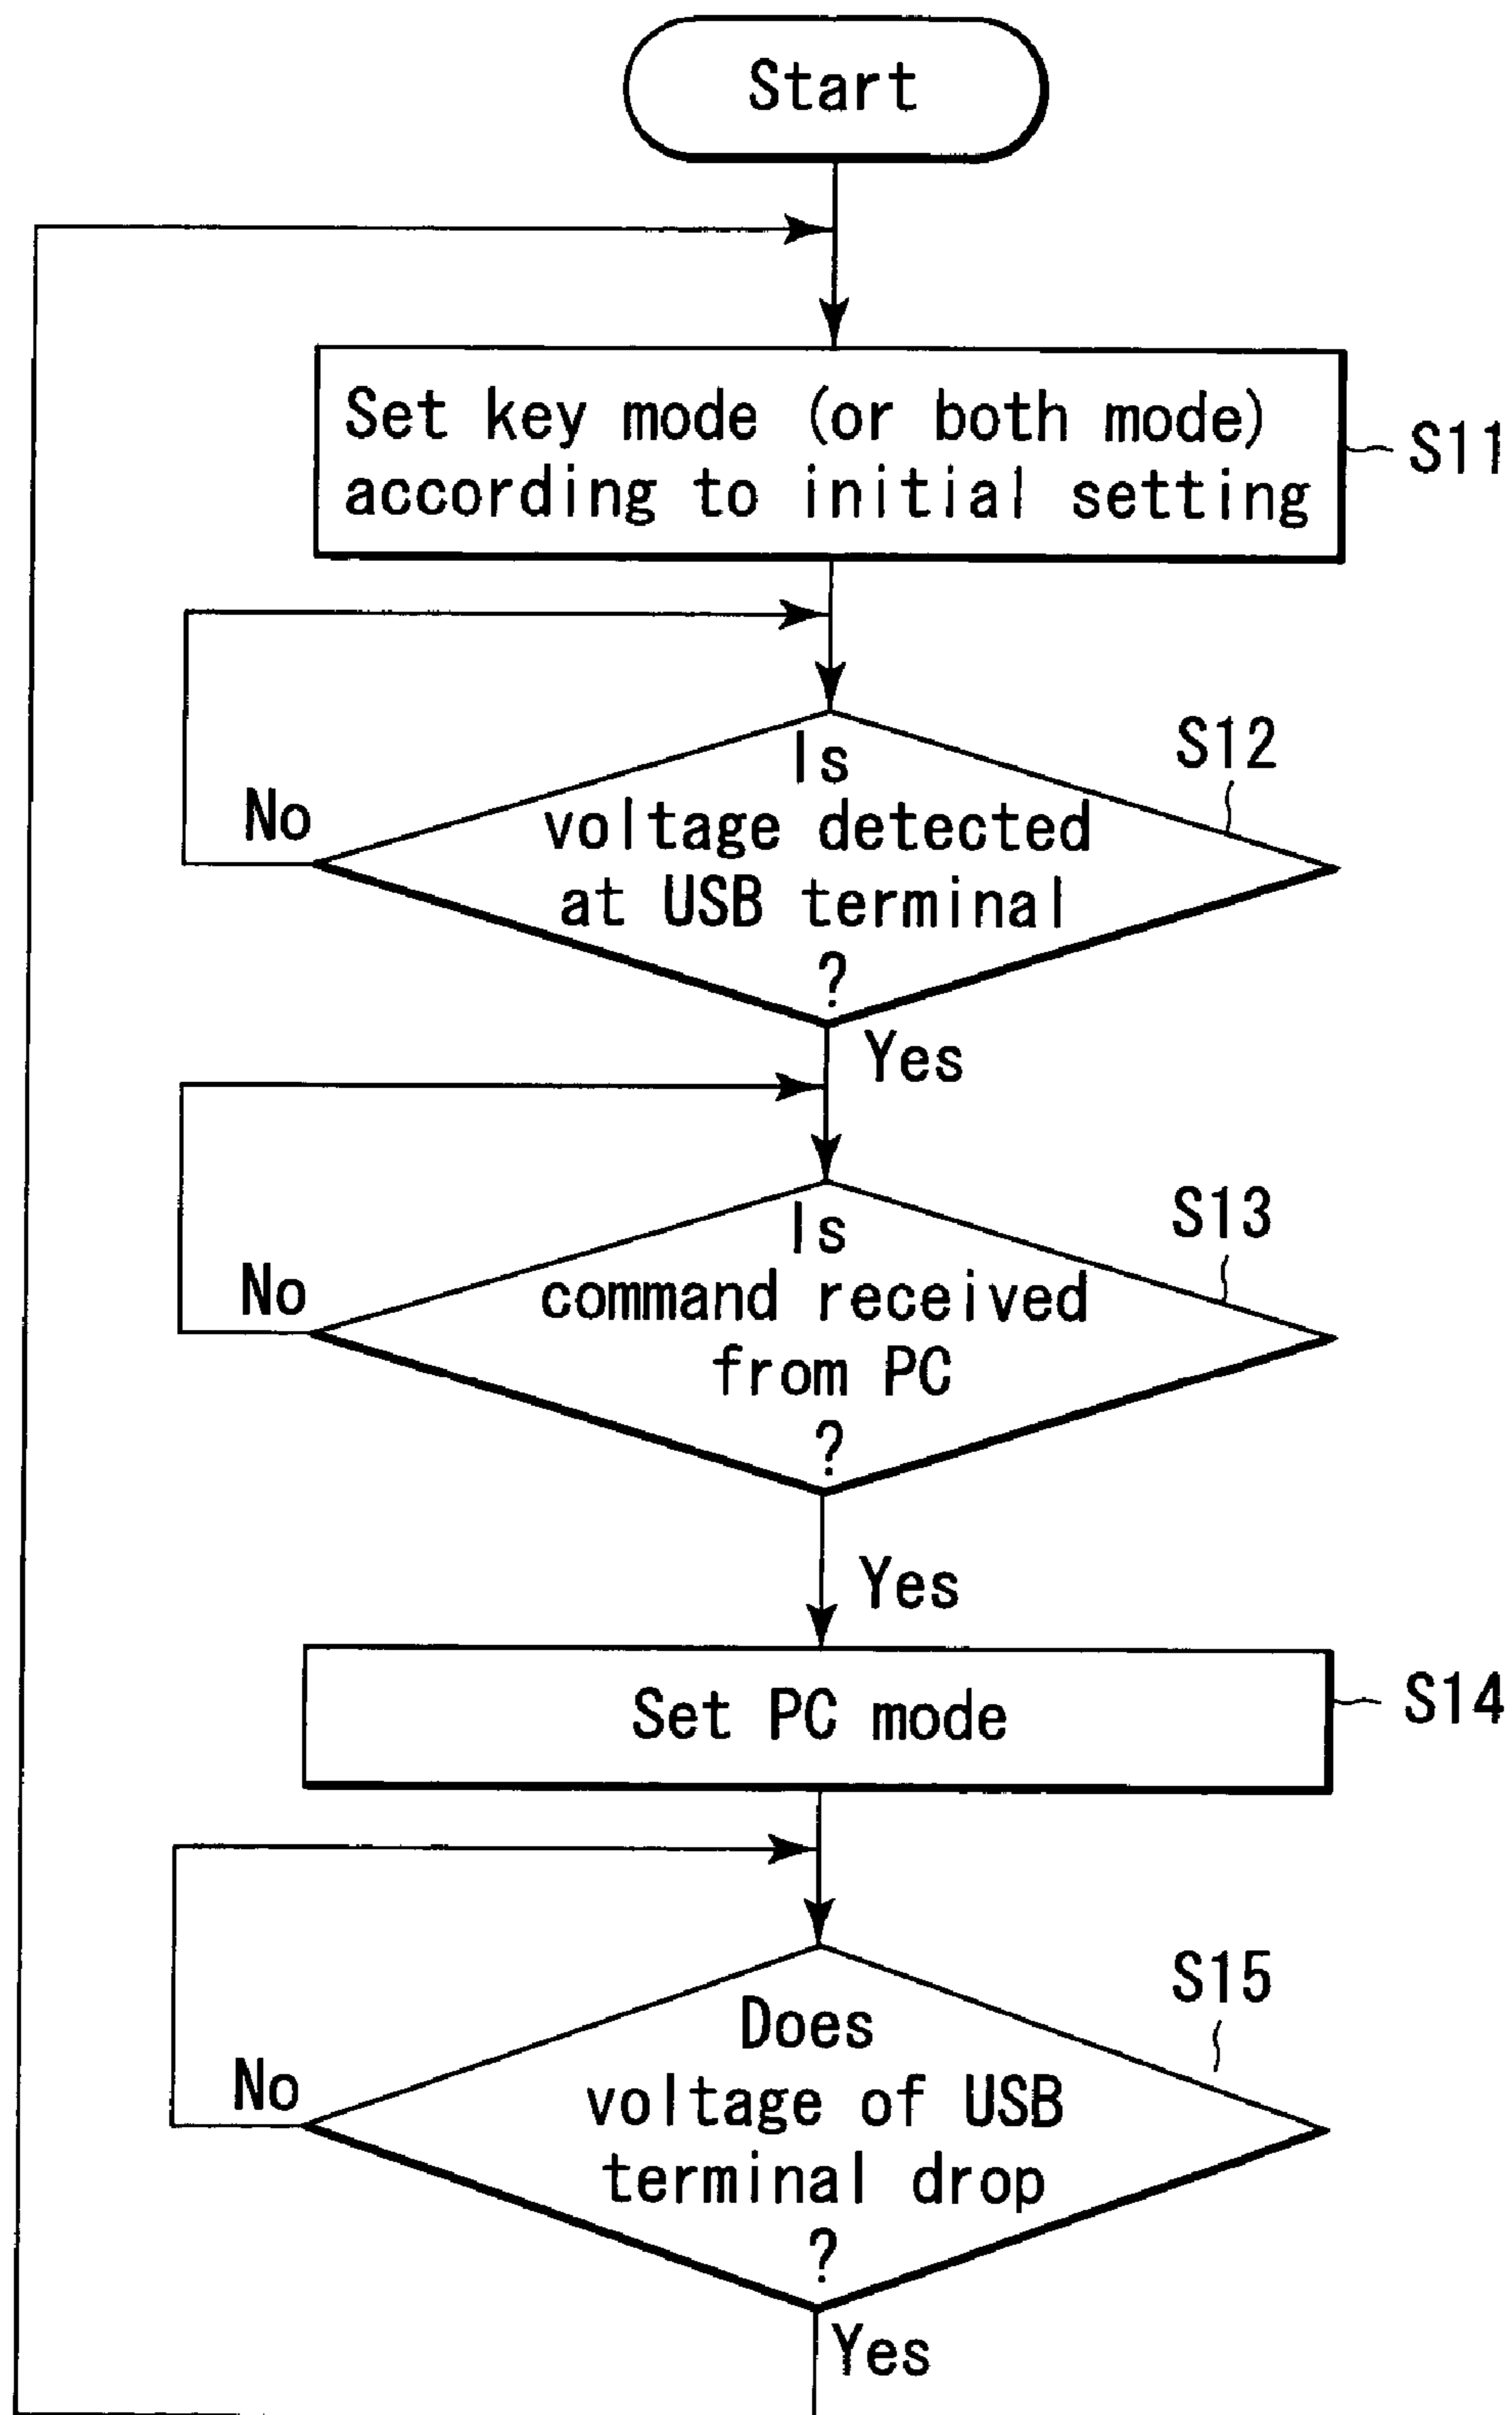 Start
Set key mode (or both mode)
according to initial setting
S11
S12
Is
voltage detected
at USB terminal
?
No
Yes
S13
Is
command received
from PC
?
No
Yes
Set PC mode
S14
S15
Does
voltage of USB
terminal drop
?
No
Yes